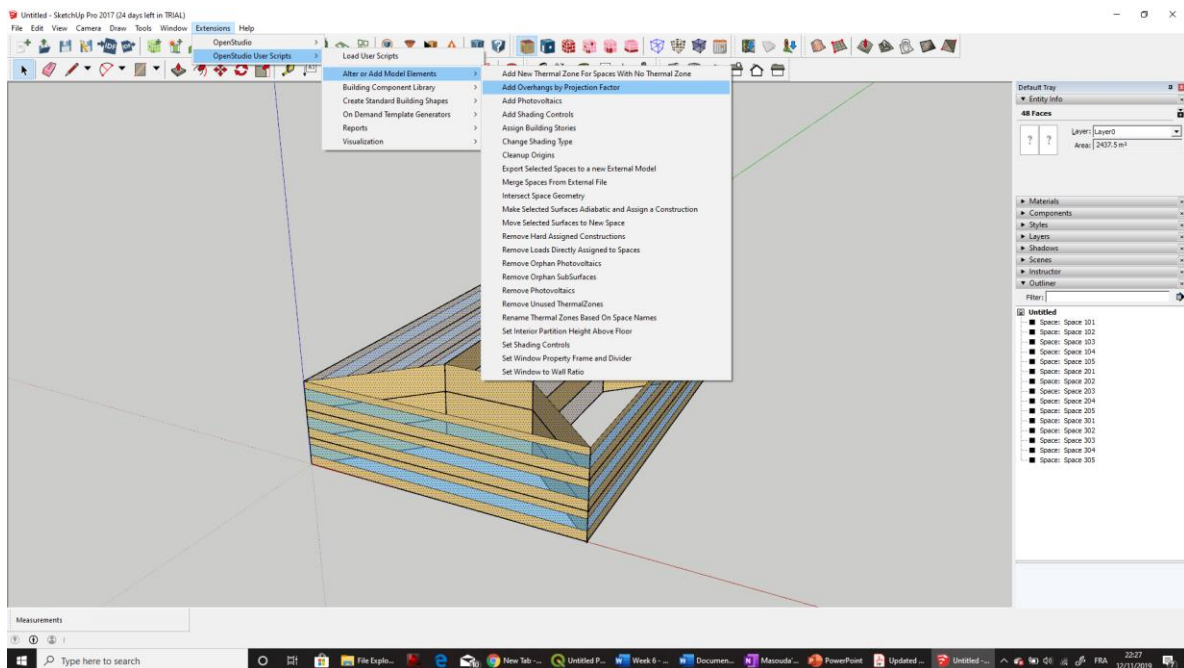 Untitled - SketchUp Pro 2017 (24 days left in TRIAL)
File Edit View Camera Draw Tools Window Extensions Help
OpenStudio
OpenStudio User Scripts
Load User Scripts
Alter or Add Model Elements
Building Component Library
Create Standard Building Shapes
On Demand Template Generators
Reports
Visualization
Add New Thermal Zone For Spaces With No Thermal Zone
Add Overhangs by Projection Factor
Add Photovoltaics
Add Shading Controls
Assign Building Stories
Change Shading Type
Cleanup Origins
Export Selected Spaces to a new External Model
Merge Spaces From External File
Intersect Space Geometry
Make Selected Surfaces Adiabatic and Assign a Construction
Move Selected Surfaces to New Space
Remove Hard Assigned Constructions
Remove Loads Directly Assigned to Spaces
Remove Orphan Photovoltaics
Remove Orphan SubSurfaces
Remove Photovoltaics
Remove Unused ThermalZones
Rename Thermal Zones Based On Space Names
Set Interior Partition Height Above Floor
Set Shading Controls
Set Window Property Frame and Divider
Set Window to Wall Ratio
Default Tray
Entity Info
48 Faces
Layer: Layer0
Area: 2437.5 m²
Materials
Components
Styles
Layers
Shadows
Scenes
Instructor
Outliner
Filter:
Untitled
Space: Space 101
Space: Space 102
Space: Space 103
Space: Space 104
Space: Space 105
Space: Space 201
Space: Space 202
Space: Space 203
Space: Space 204
Space: Space 205
Space: Space 301
Space: Space 302
Space: Space 303
Space: Space 304
Space: Space 305
Measurements
Type here to search
File Explo...
New Tab -...
Untitled P...
Week 6 - ...
Documen...
Masouda'...
PowerPoint
Updated ...
Untitled -...
FRA
22:27
12/11/2019